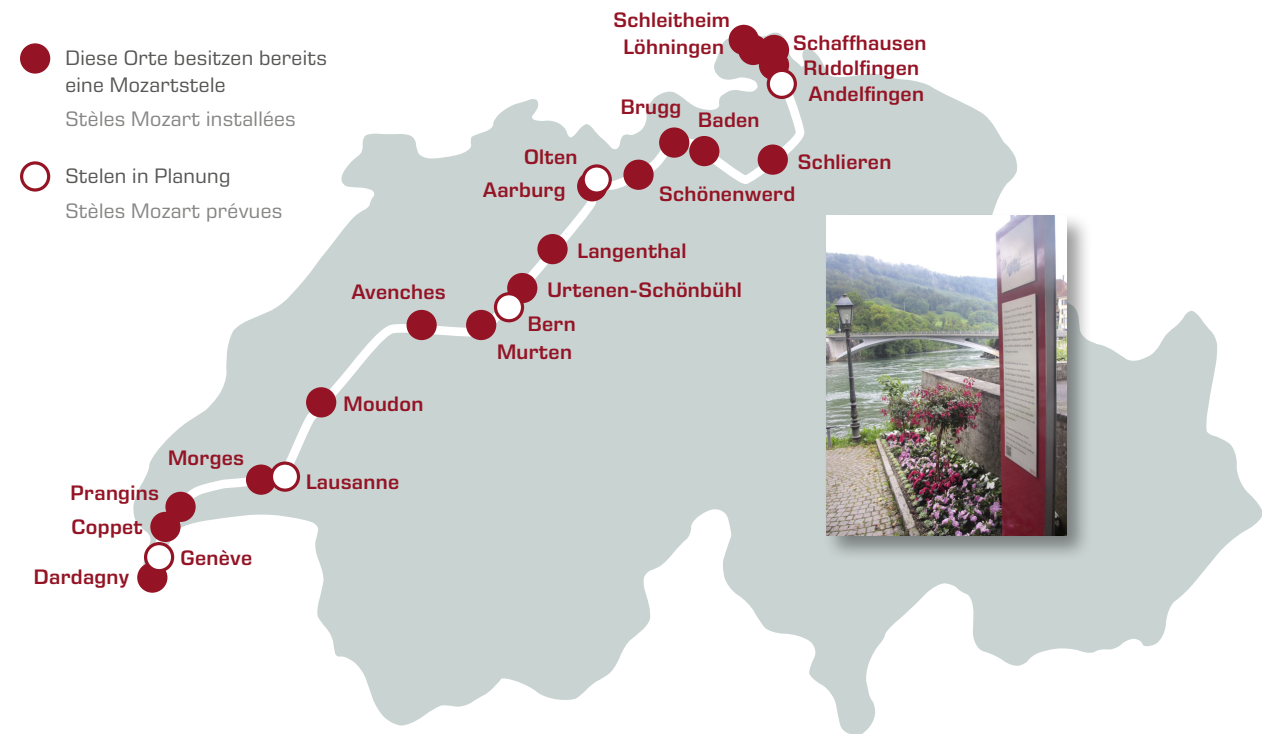 Diese Orte besitzen bereits
eine Mozartstele
Stèles Mozart installées
Stelen in Planung
Stèles Mozart prévues
Schleitheim
Löhningen
Schaffhausen
Rudolfingen
Andelfingen
Brugg
Baden
Olten
Aarburg
Schönenwerd
Schlieren
Langenthal
Urtenen-Schönbühl
Avenches
Bern
Murten
Moudon
Morges
Lausanne
Prangins
Coppet
Genève
Dardagny